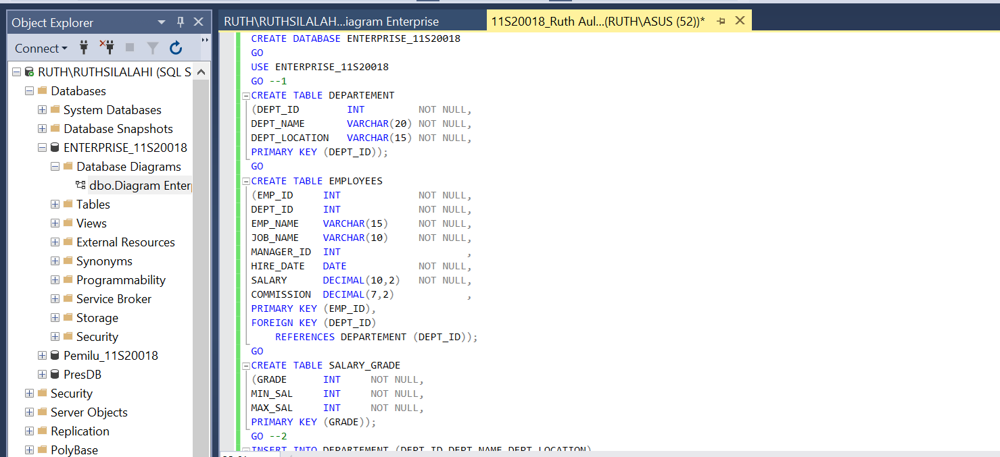 Object Explorer
Connect
RUTH\RUTHSILALAHI (SQL S
Databases
System Databases
Database Snapshots
ENTERPRISE_11S20018
Database Diagrams
dbo.Diagram Enter
Tables
Views
External Resources
Synonyms
Programmability
Service Broker
Storage
Security
Pemilu_11S20018
PresDB
Security
Server Objects
Replication
PolyBase
RUTH\RUTHSILALAH...iagram Enterprise
11S20018_Ruth Aul...(RUTH\ASUS (52))*
CREATE DATABASE ENTERPRISE_11S20018
GO
USE ENTERPRISE_11S20018
GO --1
CREATE TABLE DEPARTEMENT
(DEPT_ID INT NOT NULL,
DEPT_NAME VARCHAR(20) NOT NULL,
DEPT_LOCATION VARCHAR(15) NOT NULL,
PRIMARY KEY (DEPT_ID));
GO
CREATE TABLE EMPLOYEES
(EMP_ID INT NOT NULL,
DEPT_ID INT NOT NULL,
EMP_NAME VARCHAR(15) NOT NULL,
JOB_NAME VARCHAR(10) NOT NULL,
MANAGER_ID INT ,
HIRE_DATE DATE NOT NULL,
SALARY DECIMAL(10,2) NOT NULL,
COMMISSION DECIMAL(7,2) ,
PRIMARY KEY (EMP_ID),
FOREIGN KEY (DEPT_ID)
REFERENCES DEPARTEMENT (DEPT_ID));
GO
CREATE TABLE SALARY_GRADE
(GRADE INT NOT NULL,
MIN_SAL INT NOT NULL,
MAX_SAL INT NOT NULL,
PRIMARY KEY (GRADE));
GO --2
INSERT INTO DEPARTEMENT (DEPT_ID,DEPT_NAME,DEPT_LOCATION)